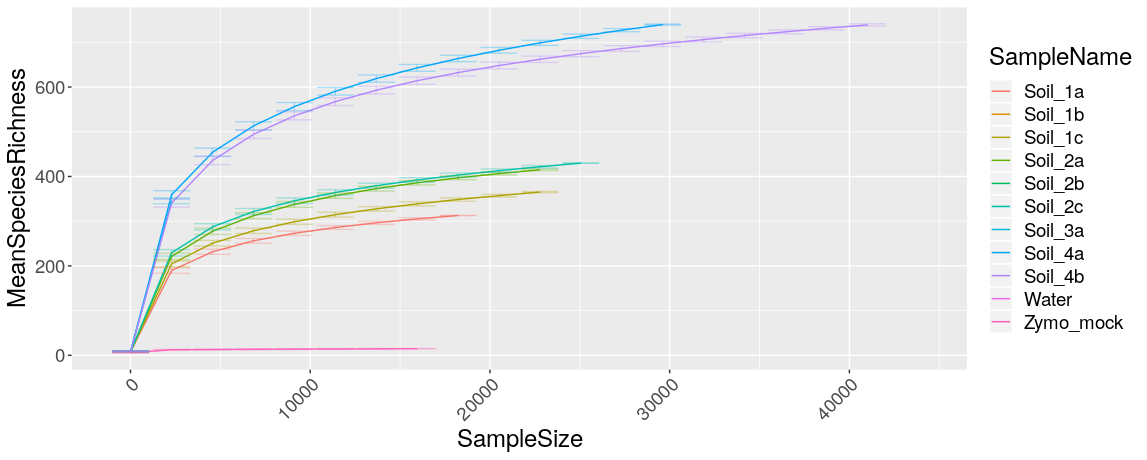 MeanSpeciesRichness
600
400
200
0
0
10000
20000
30000
40000
SampleSize
SampleName
Soil_1a
Soil_1b
Soil_1c
Soil_2a
Soil_2b
Soil_2c
Soil_3a
Soil_4a
Soil_4b
Water
Zymo_mock